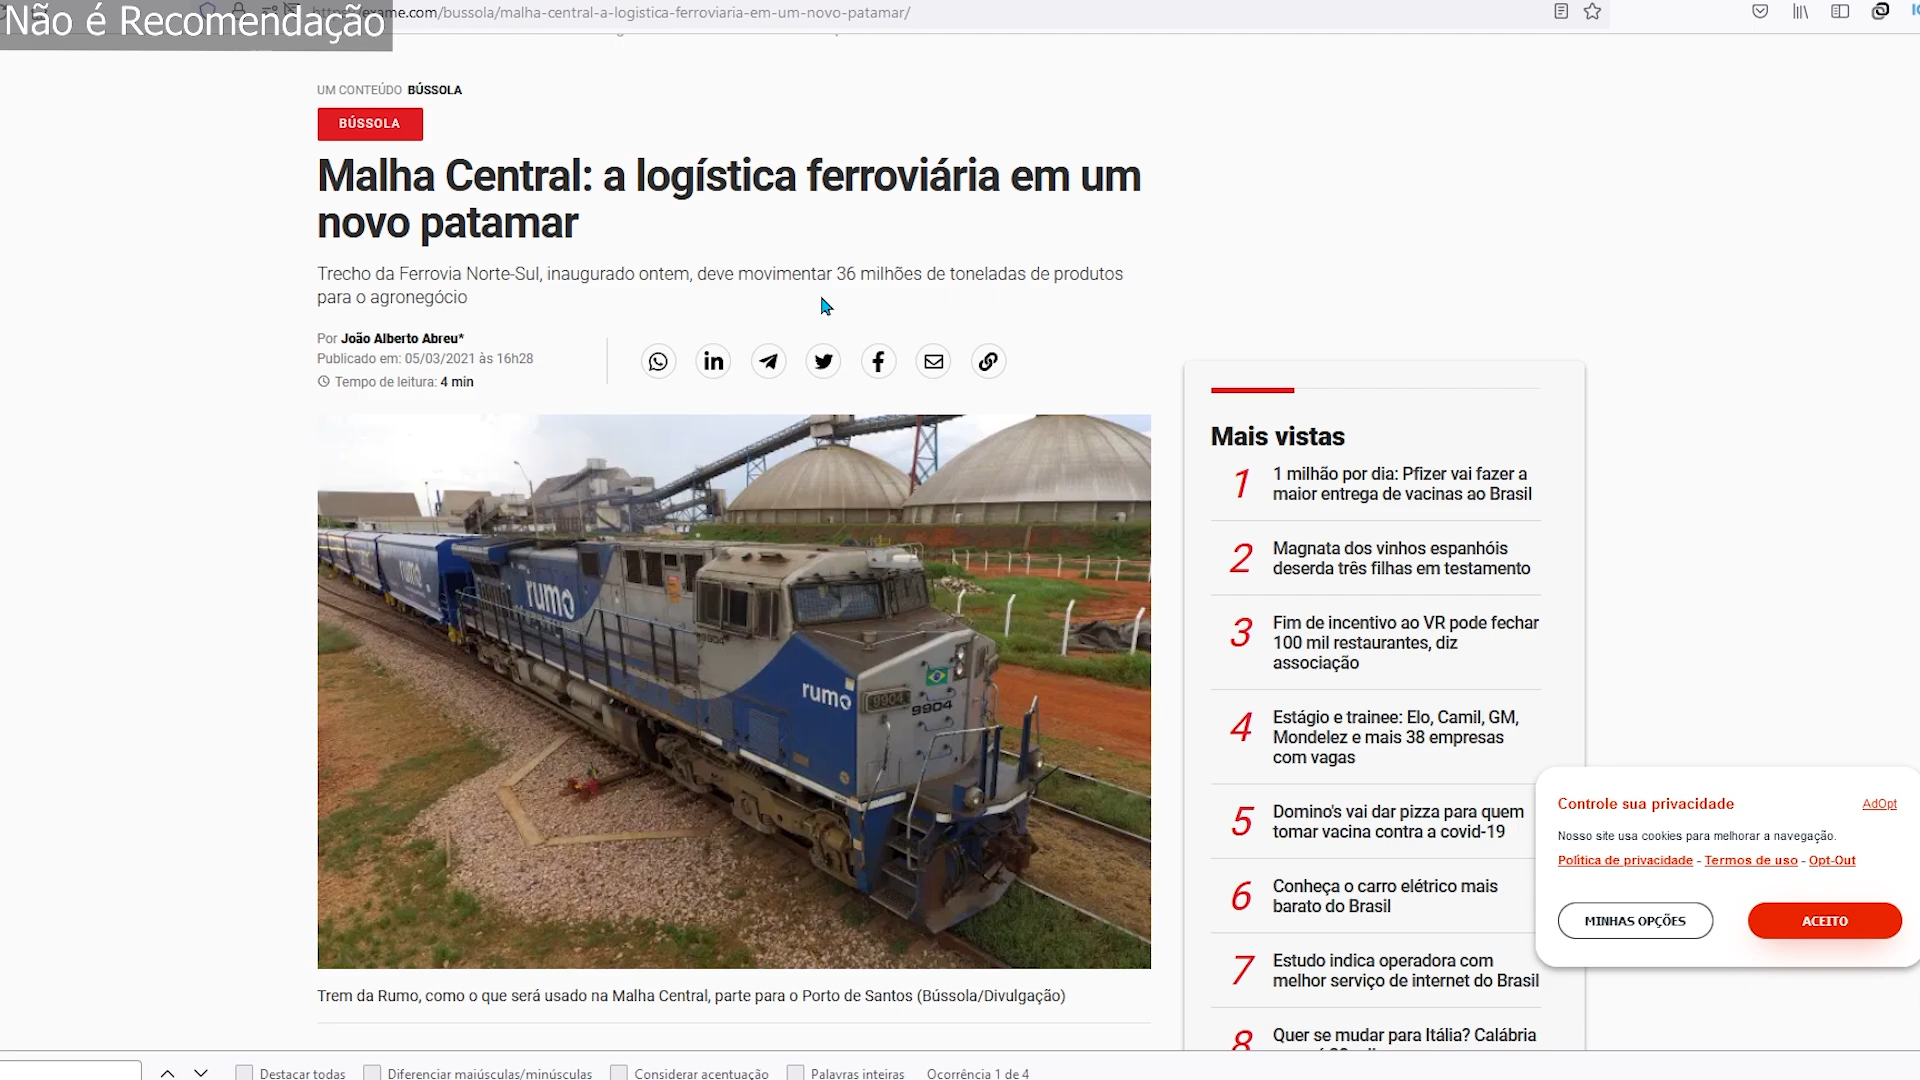 Não é Recomendação
https://exame.com/bussola/malha-central-a-logistica-ferroviaria-em-um-novo-patamar/
UM CONTEÚDO BÚSSOLA
BÚSSOLA
Malha Central: a logística ferroviária em um
novo patamar
Trecho da Ferrovia Norte-Sul, inaugurado ontem, deve movimentar 36 milhões de toneladas de produtos
para o agronegócio
Por João Alberto Abreu*
Publicado em: 05/03/2021 às 16h28
Tempo de leitura: 4 min
rumo
rumo
rumo
9904
9904
9904
Trem da Rumo, como o que será usado na Malha Central, parte para o Porto de Santos (Bússola/Divulgação)
Mais vistas
1 1 milhão por dia: Pfizer vai fazer a
maior entrega de vacinas ao Brasil
2 Magnata dos vinhos espanhóis
deserda três filhas em testamento
3 Fim de incentivo ao VR pode fechar
100 mil restaurantes, diz
associação
4 Estágio e trainee: Elo, Camil, GM,
Mondelez e mais 38 empresas
com vagas
5 Domino's vai dar pizza para quem
tomar vacina contra a covid-19
6 Conheça o carro elétrico mais
barato do Brasil
7 Estudo indica operadora com
melhor serviço de internet do Brasil
8 Quer se mudar para Itália? Calábria
Controle sua privacidade
AdOpt
Nosso site usa cookies para melhorar a navegação.
Política de privacidade - Termos de uso - Opt-Out
MINHAS OPÇÕES
ACEITO
Destacar todas
Diferenciar maiúsculas/minúsculas
Considerar acentuação
Palavras inteiras
Ocorrência 1 de 4